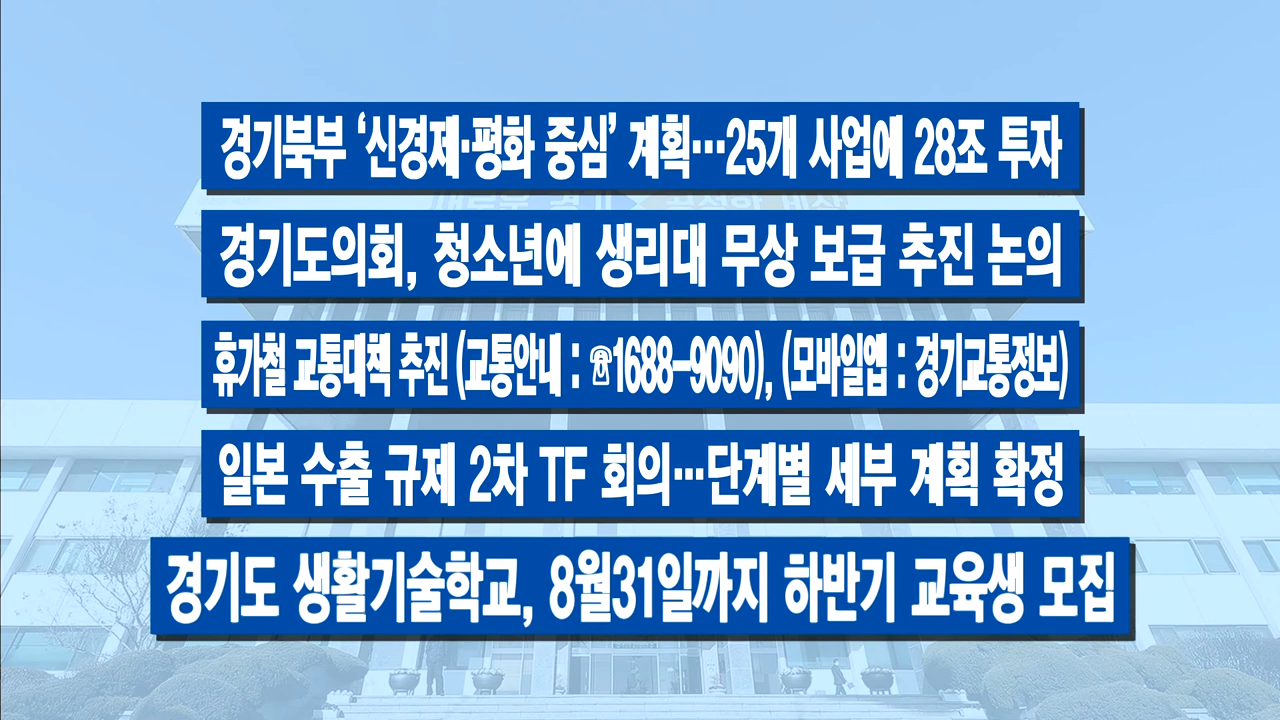 경기북부 ‘신경제·평화 중심’ 계획…25개 사업에 28조 투자
경기도의회, 청소년에 생리대 무상 보급 추진 논의
휴가철 교통대책 추진 (교통안내 : ☎1688-9090), (모바일앱 : 경기교통정보)
일본 수출 규제 2차 TF 회의…단계별 세부 계획 확정
경기도 생활기술학교, 8월31일까지 하반기 교육생 모집